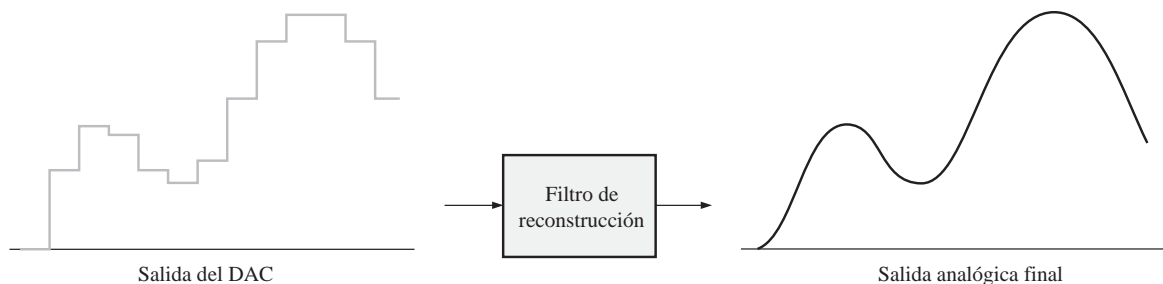 Filtro de
reconstrucción
Salida del DAC
Salida analógica final